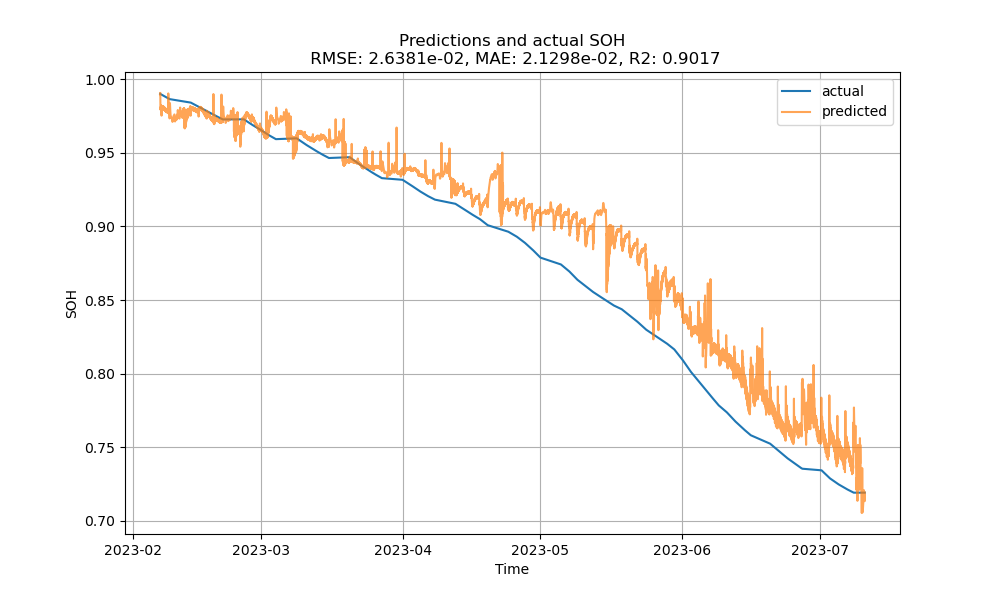 Predictions and actual SOH
RMSE: 2.6381e-02, MAE: 2.1298e-02, R2: 0.9017
actual
predicted
1.00
0.95
0.90
0.85
0.80
0.75
0.70
SOH
2023-02 2023-03 2023-04 2023-05 2023-06 2023-07
Time